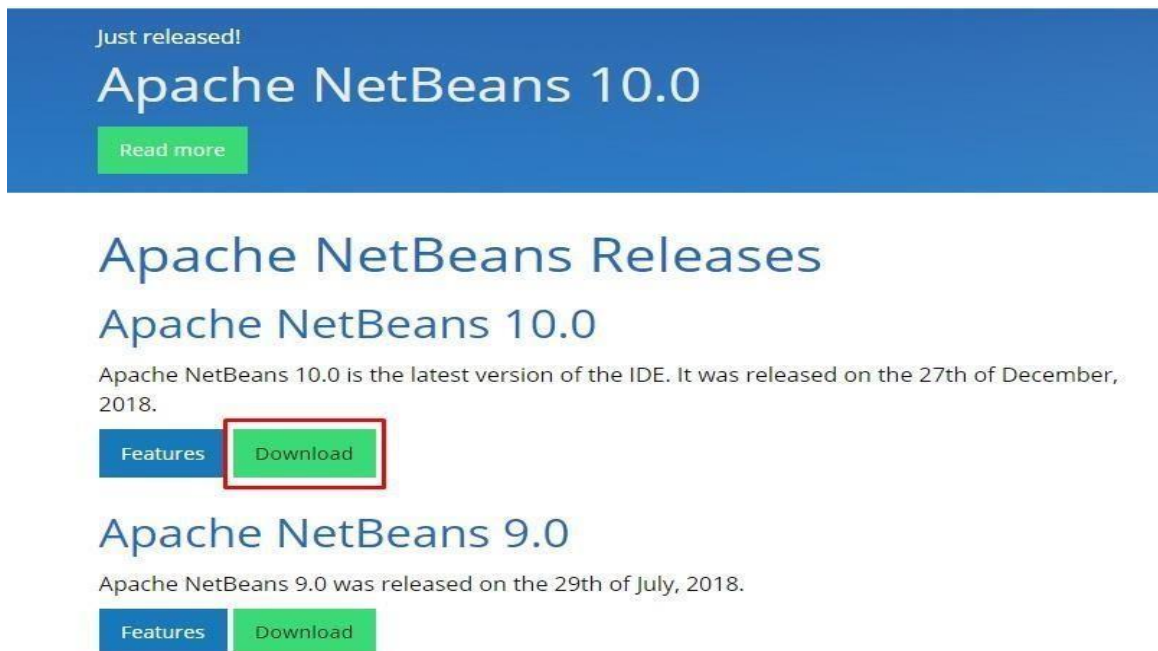 Just released!
Apache NetBeans 10.0
Read more
Apache NetBeans Releases
Apache NetBeans 10.0
Apache NetBeans 10.0 is the latest version of the IDE. It was released on the 27th of December,
2018.
Features Download
Apache NetBeans 9.0
Apache NetBeans 9.0 was released on the 29th of July, 2018.
Features Download